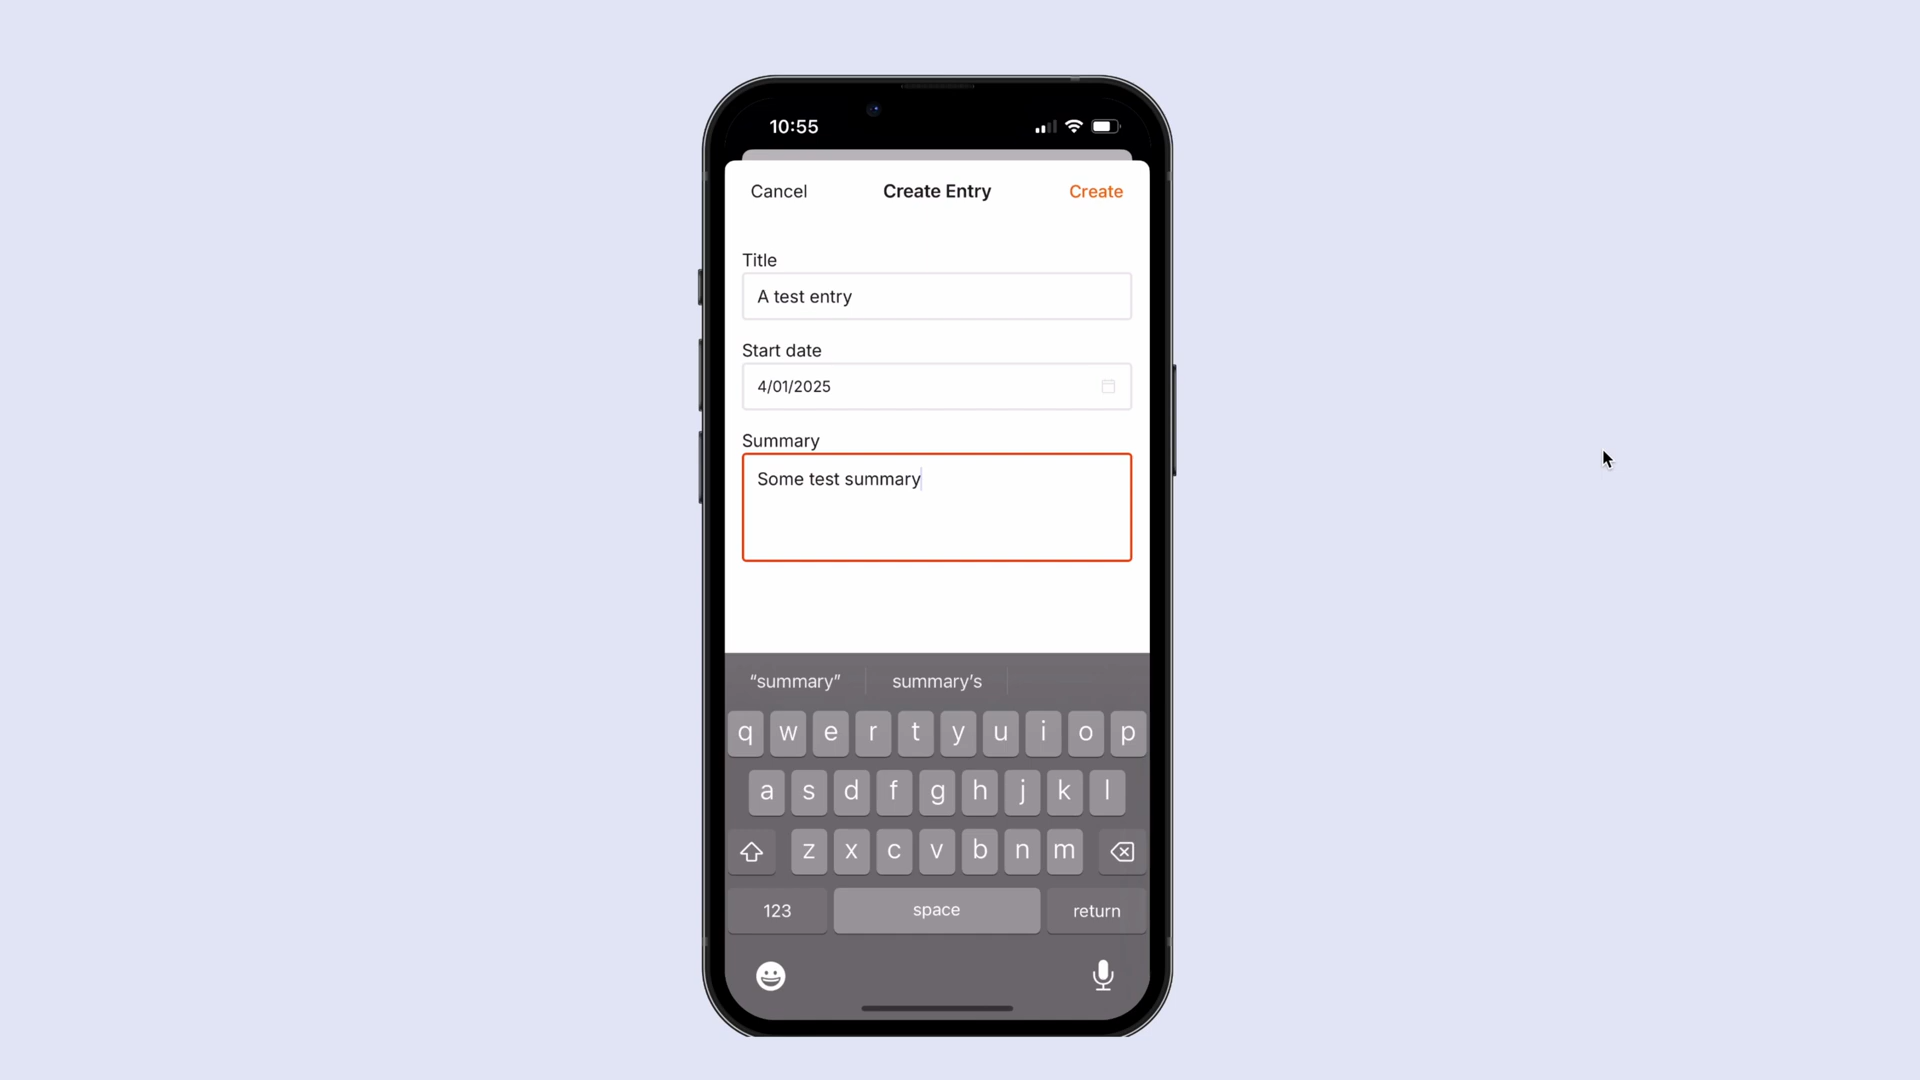 10:55
Cancel Create Entry Create
Title
A test entry
Start date
4/01/2025
Summary
Some test summary
“summary” summary’s
q w e r t y u i o p
a s d f g h j k l
z x c v b n m
123 space return